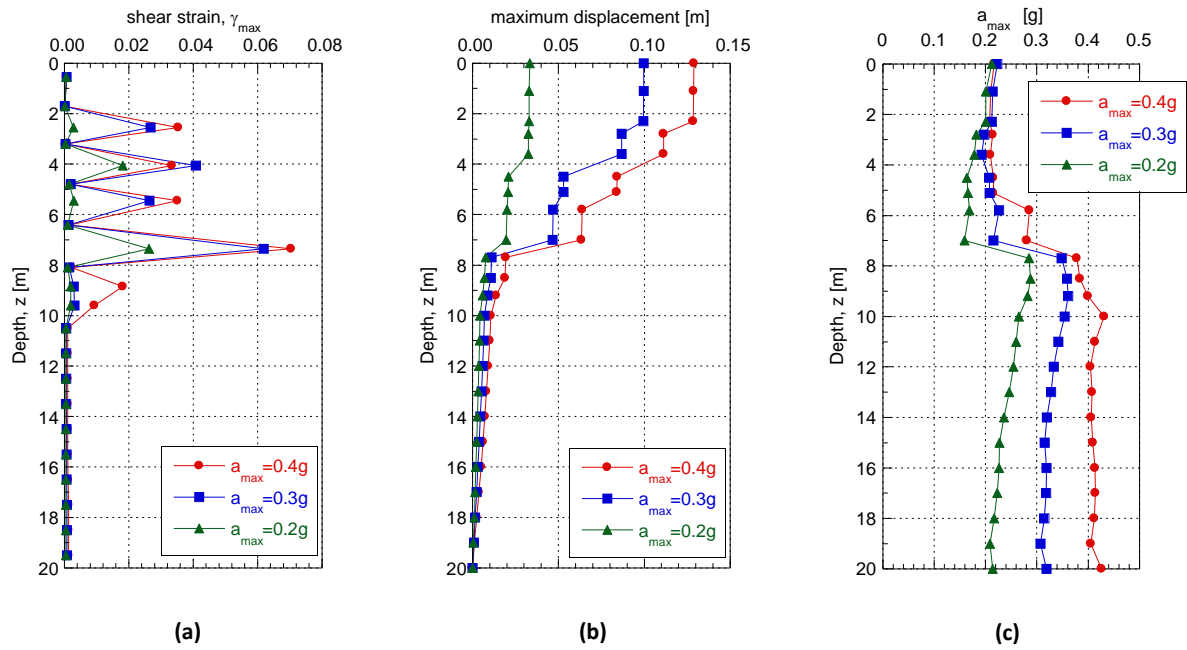 shear strain, γmax
0.00 0.02 0.04 0.06 0.08
0
2
4
6
8
10
12
14
16
18
20
Depth, z [m]
amax=0.4g
amax=0.3g
amax=0.2g
(a)
maximum displacement [m]
0.00 0.05 0.10 0.15
0
2
4
6
8
10
12
14
16
18
20
Depth, z [m]
amax=0.4g
amax=0.3g
amax=0.2g
(b)
amax [g]
0 0.1 0.2 0.3 0.4 0.5
0
2
4
6
8
10
12
14
16
18
20
Depth, z [m]
amax=0.4g
amax=0.3g
amax=0.2g
(c)